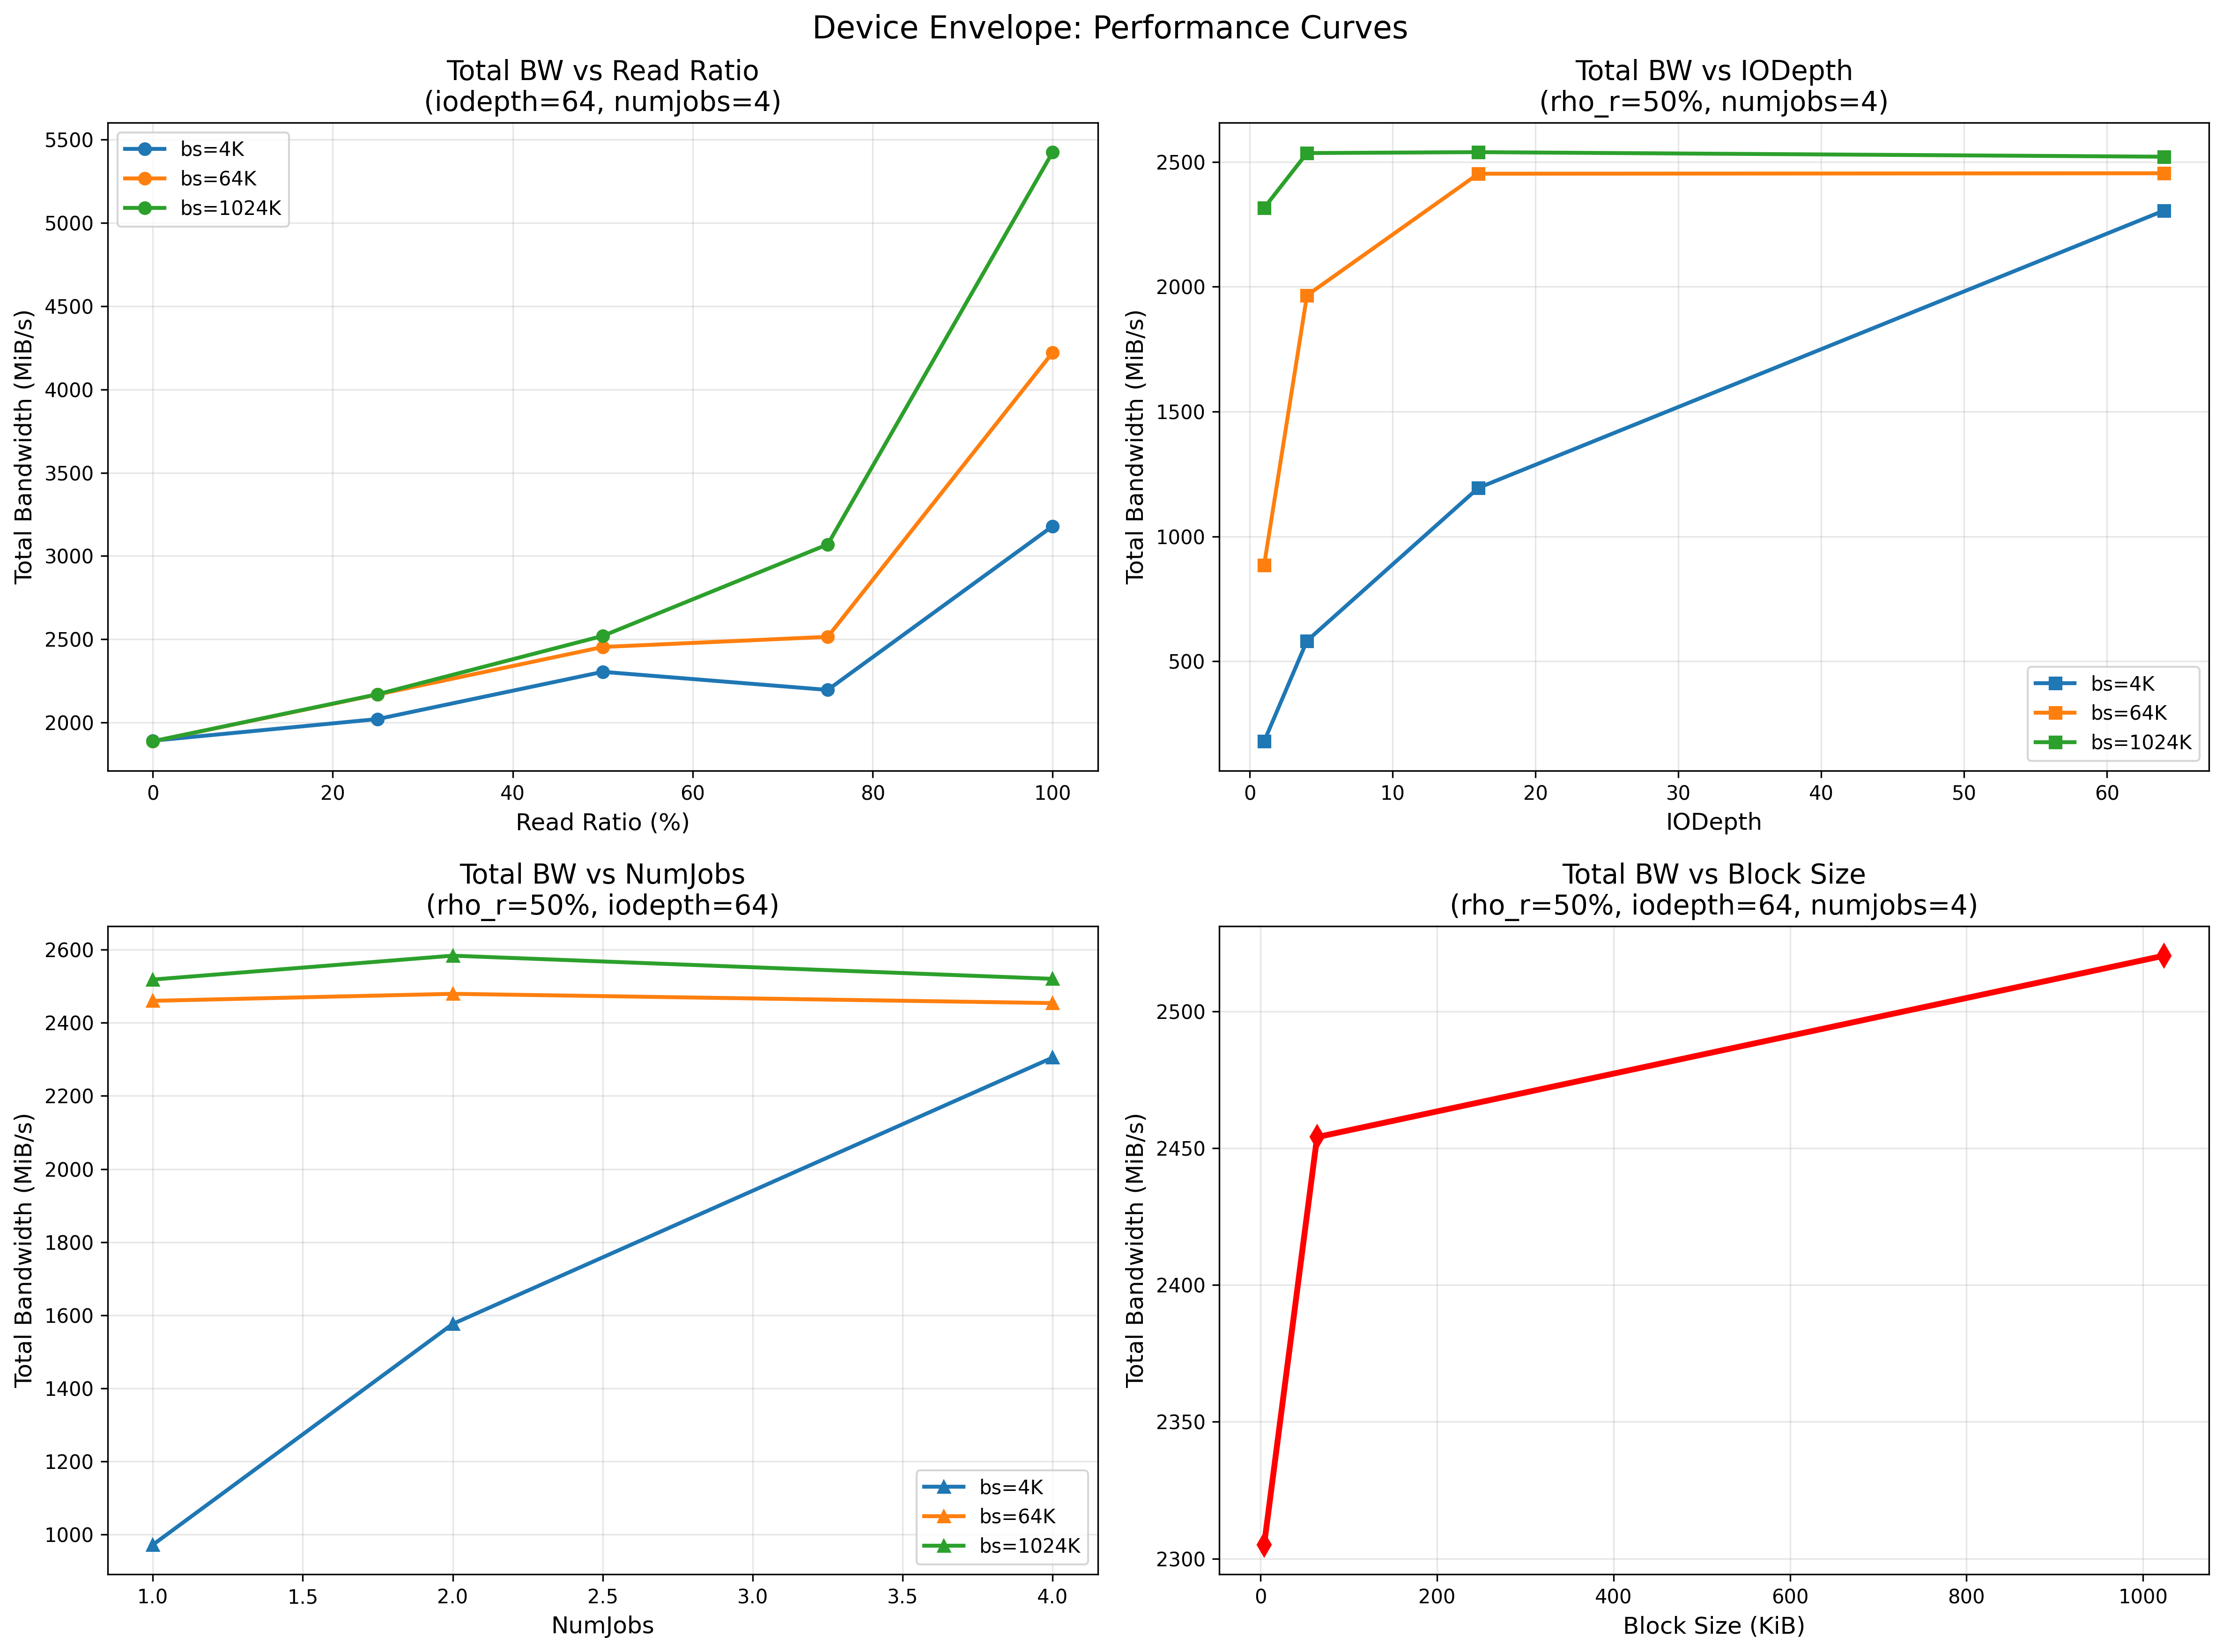 Device Envelope: Performance Curves
Total BW vs Read Ratio
(iodepth=64, numjobs=4)
Total Bandwidth (MiB/s)
5500
5000
4500
4000
3500
3000
2500
2000
bs=4K
bs=64K
bs=1024K
0 20 40 60 80 100
Read Ratio (%)
Total BW vs IODepth
(rho_r=50%, numjobs=4)
Total Bandwidth (MiB/s)
2500
2000
1500
1000
500
bs=4K
bs=64K
bs=1024K
0 10 20 30 40 50 60
IODepth
Total BW vs NumJobs
(rho_r=50%, iodepth=64)
Total Bandwidth (MiB/s)
2600
2400
2200
2000
1800
1600
1400
1200
1000
bs=4K
bs=64K
bs=1024K
1.0 1.5 2.0 2.5 3.0 3.5 4.0
NumJobs
Total BW vs Block Size
(rho_r=50%, iodepth=64, numjobs=4)
Total Bandwidth (MiB/s)
2500
2450
2400
2350
2300
0 200 400 600 800 1000
Block Size (KiB)